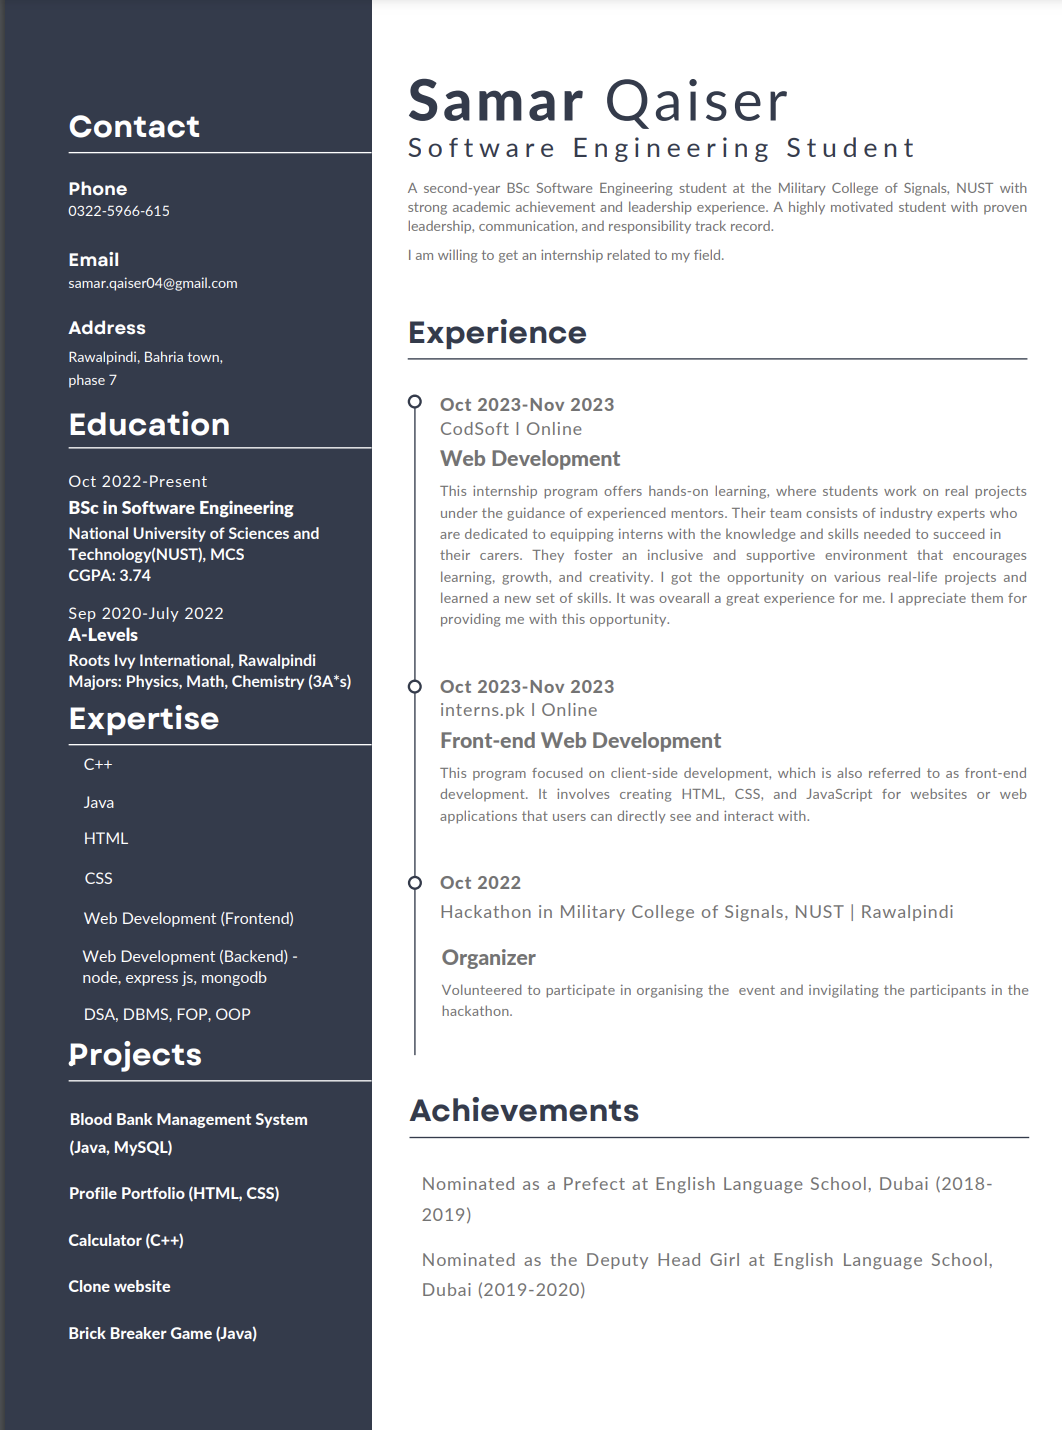 Contact
Phone
0322-5966-615
Email
samar.qaiser04@gmail.com
Address
Rawalpindi, Bahria town,
phase 7
Education
Oct 2022-Present
BSc in Software Engineering
National University of Sciences and
Technology(NUST), MCS
CGPA: 3.74
Sep 2020-July 2022
A-Levels
Roots Ivy International, Rawalpindi
Majors: Physics, Math, Chemistry (3A*s)
Expertise
C++
Java
HTML
CSS
Web Development (Frontend)
Web Development (Backend) -
node, express js, mongodb
DSA, DBMS, FOP, OOP
Projects
Blood Bank Management System
(Java, MySQL)
Profile Portfolio (HTML, CSS)
Calculator (C++)
Clone website
Brick Breaker Game (Java)
Samar Qaiser
Software Engineering Student
A second-year BSc Software Engineering student at the Military College of Signals, NUST with
strong academic achievement and leadership experience. A highly motivated student with proven
leadership, communication, and responsibility track record.
I am willing to get an internship related to my field.
Experience
Oct 2023-Nov 2023
CodSoft l Online
Web Development
This internship program offers hands-on learning, where students work on real projects
under the guidance of experienced mentors. Their team consists of industry experts who
are dedicated to equipping interns with the knowledge and skills needed to succeed in
their carers. They foster an inclusive and supportive environment that encourages
learning, growth, and creativity. I got the opportunity on various real-life projects and
learned a new set of skills. It was ovearall a great experience for me. I appreciate them for
providing me with this opportunity.
Oct 2023-Nov 2023
interns.pk l Online
Front-end Web Development
This program focused on client-side development, which is also referred to as front-end
development. It involves creating HTML, CSS, and JavaScript for websites or web
applications that users can directly see and interact with.
Oct 2022
Hackathon in Military College of Signals, NUST | Rawalpindi
Organizer
Volunteered to participate in organising the event and invigilating the participants in the
hackathon.
Achievements
Nominated as a Prefect at English Language School, Dubai (2018-
2019)
Nominated as the Deputy Head Girl at English Language School,
Dubai (2019-2020)